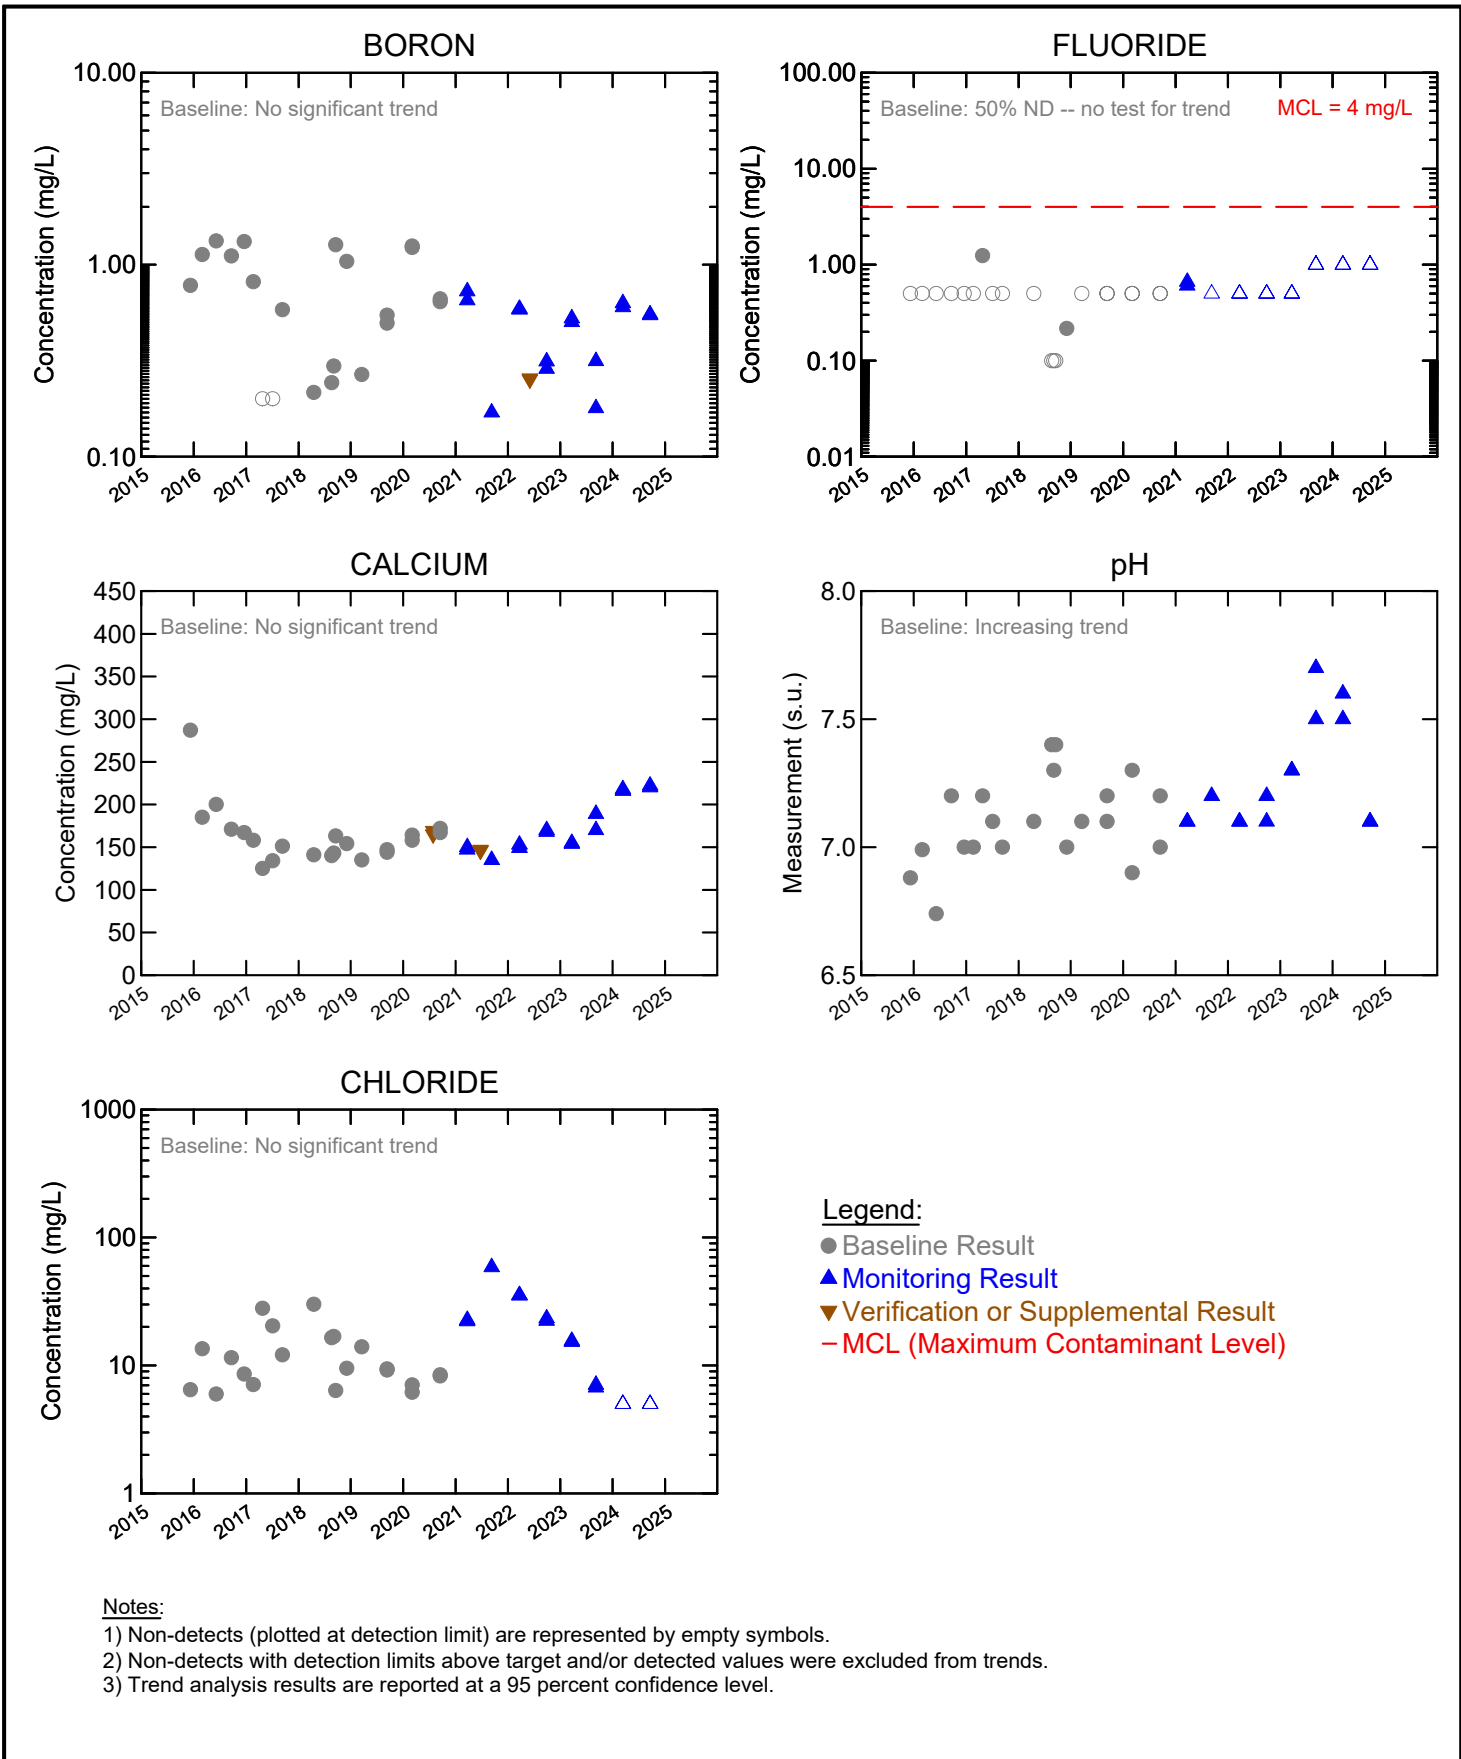 BORON
10.00
Baseline: No significant trend
Concentration (mg/L)
1.00
0.10
2015 2016 2017 2018 2019 2020 2021 2022 2023 2024 2025
FLUORIDE
100.00
Baseline: 50% ND -- no test for trend MCL = 4 mg/L
10.00
Concentration (mg/L)
1.00
0.10
0.01
2015 2016 2017 2018 2019 2020 2021 2022 2023 2024 2025
CALCIUM
450
Baseline: No significant trend
400
350
300
Concentration (mg/L)
250
200
150
100
50
0
2015 2016 2017 2018 2019 2020 2021 2022 2023 2024 2025
pH
8.0
Baseline: Increasing trend
7.5
Measurement (s.u.)
7.0
6.5
2015 2016 2017 2018 2019 2020 2021 2022 2023 2024 2025
CHLORIDE
1000
Baseline: No significant trend
100
Concentration (mg/L)
10
1
2015 2016 2017 2018 2019 2020 2021 2022 2023 2024 2025
Legend:
Baseline Result
Monitoring Result
Verification or Supplemental Result
MCL (Maximum Contaminant Level)
Notes:
1) Non-detects (plotted at detection limit) are represented by empty symbols.
2) Non-detects with detection limits above target and/or detected values were excluded from trends.
3) Trend analysis results are reported at a 95 percent confidence level.